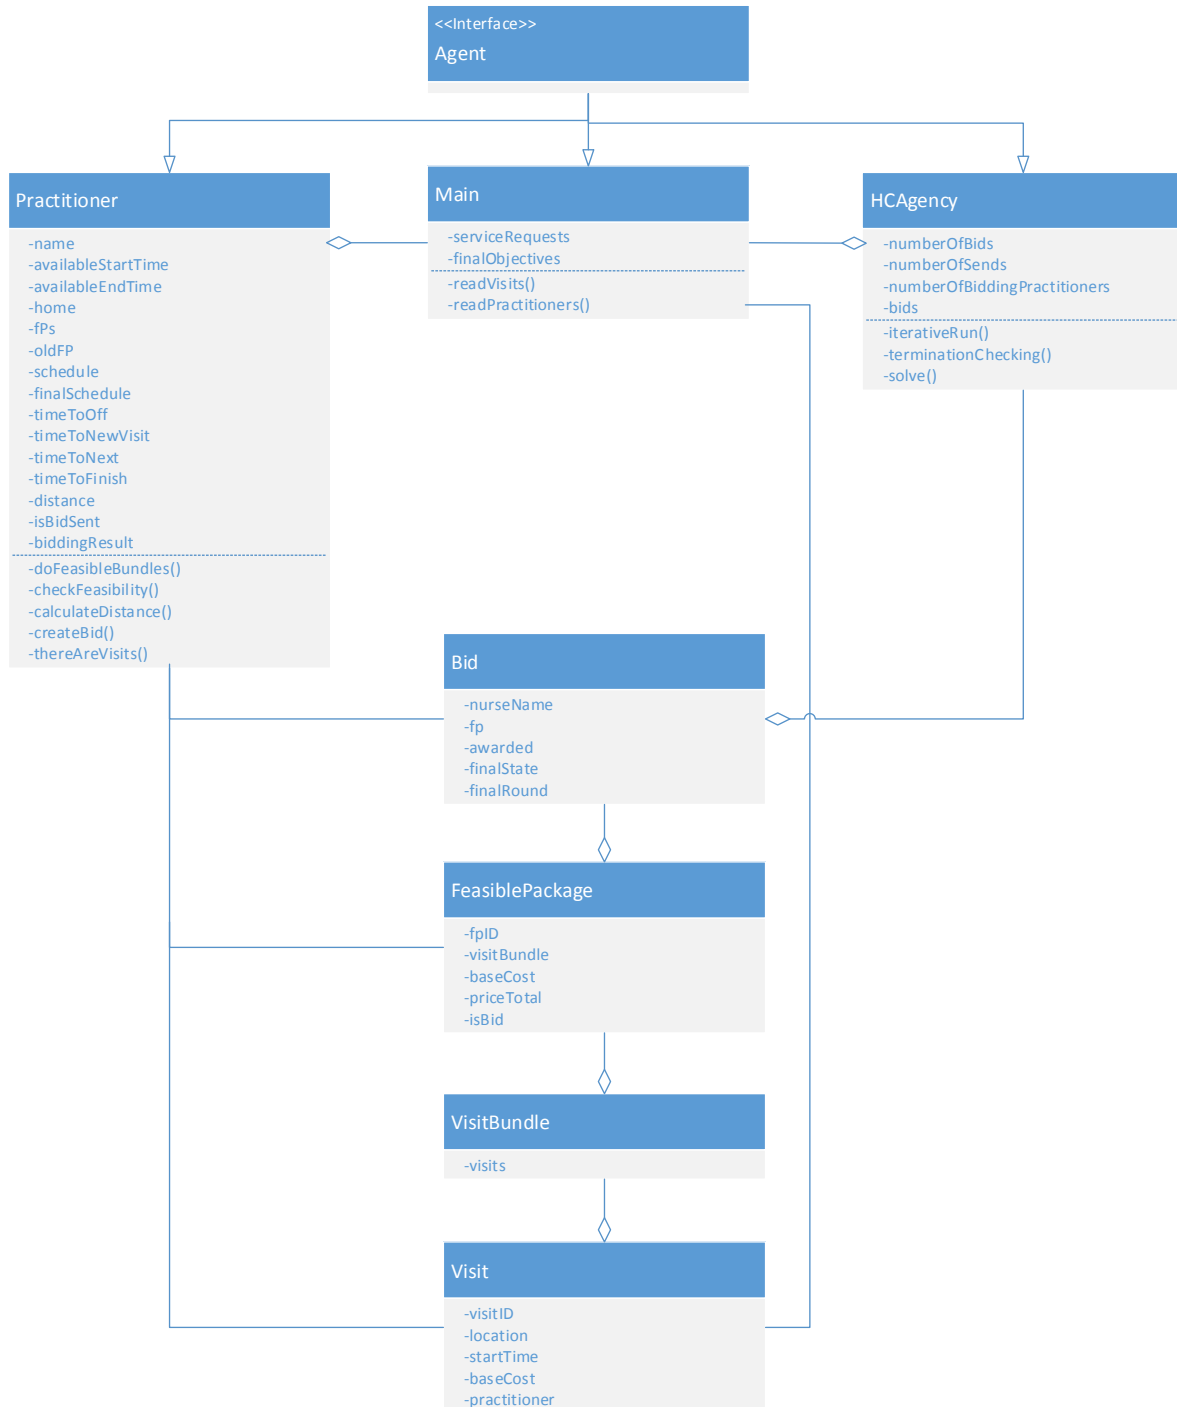 <<Interface>>
Agent
Practitioner
-name
-availableStartTime
-availableEndTime
-home
-fPs
-oldFP
-schedule
-finalSchedule
-timeToOff
-timeToNewVisit
-timeToNext
-timeToFinish
-distance
-isBidSent
-biddingResult
-doFeasibleBundles()
-checkFeasibility()
-calculateDistance()
-createBid()
-thereAreVisits()
Main
-serviceRequests
-finalObjectives
-readVisits()
-readPractitioners()
HCAgency
-numberOfBids
-numberOfSends
-numberOfBiddingPractitioners
-bids
-iterativeRun()
-terminationChecking()
-solve()
Bid
-nurseName
-fp
-awarded
-finalState
-finalRound
FeasiblePackage
-fpID
-visitBundle
-baseCost
-priceTotal
-isBid
VisitBundle
-visits
Visit
-visitID
-location
-startTime
-baseCost
-practitioner